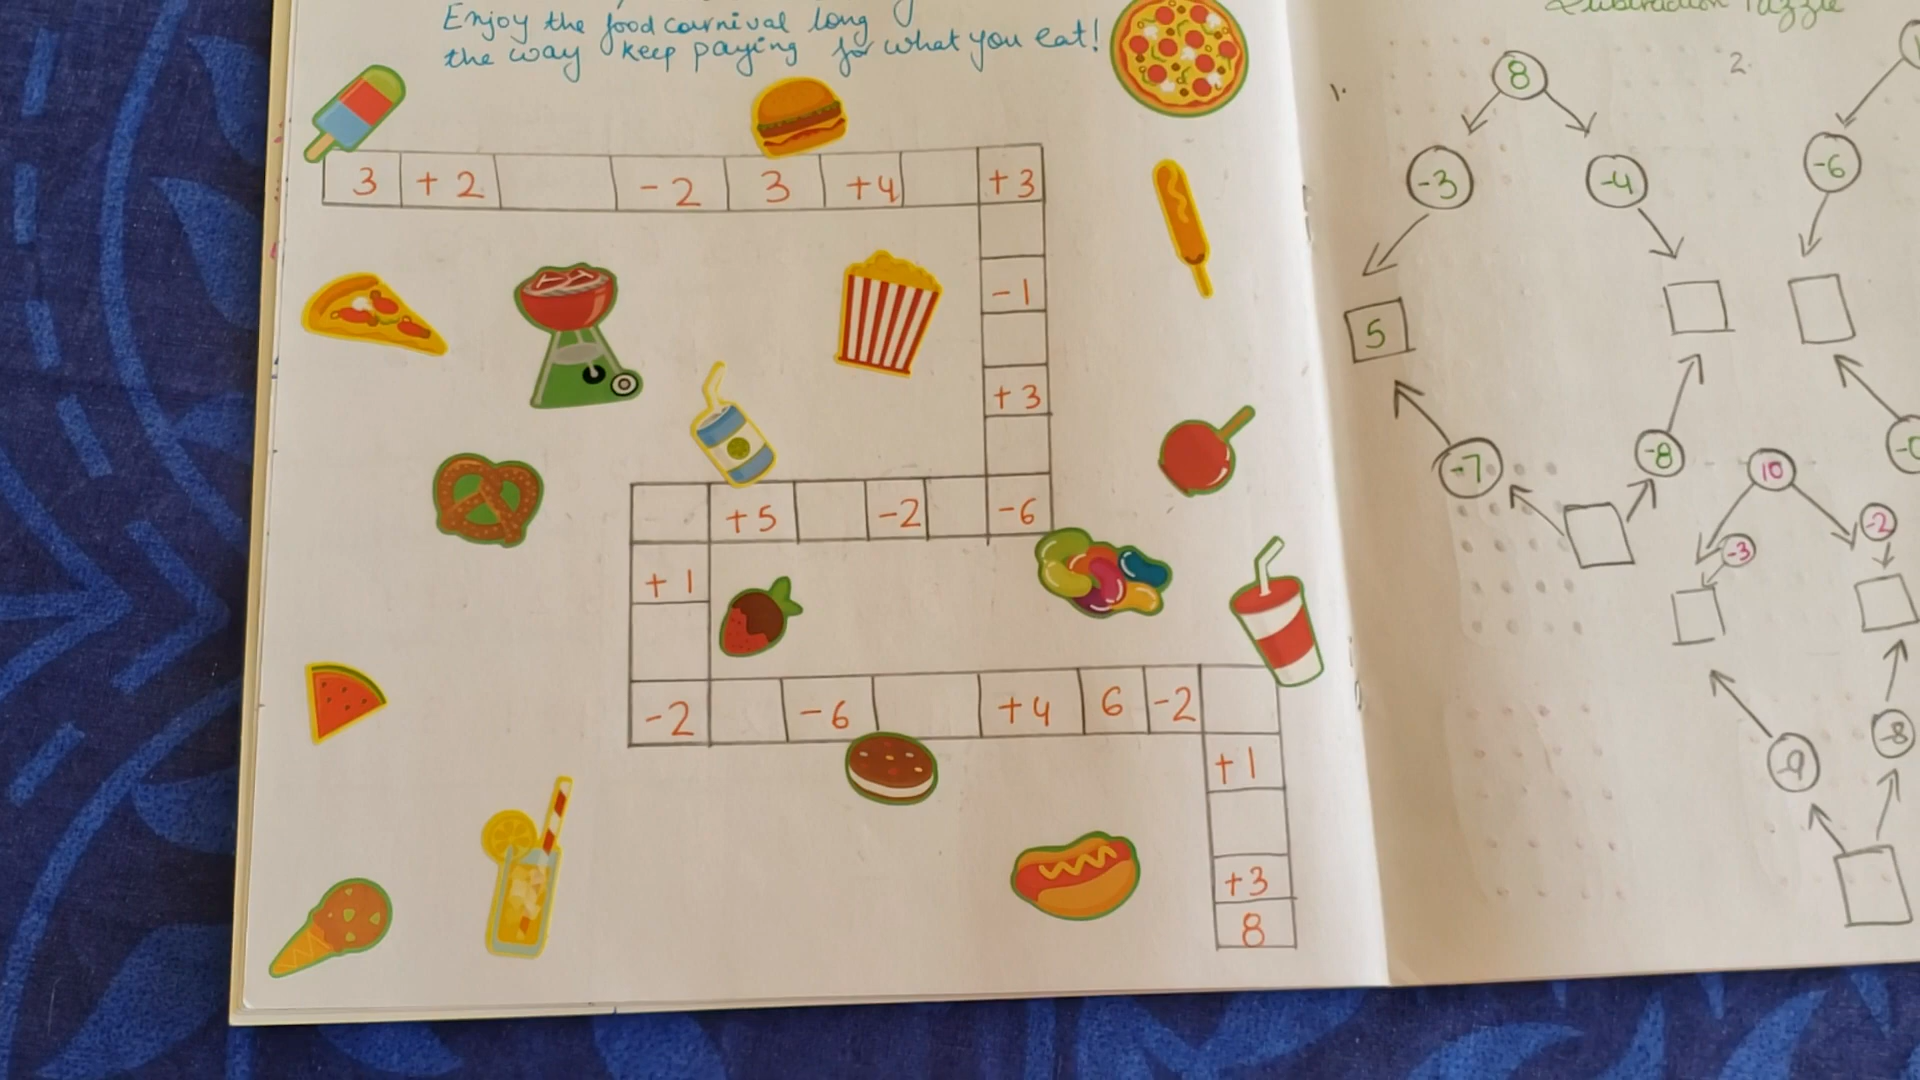 Enjoy the food carnival long
the way keep paying for what you eat!
3 +2 -2 3 +4 +3
-1
+3
+5 -2 -6
+1
-2 -6 +4 6 -2
+1
+3
8
Subtraction Puzzle
1.
2.
8
-3 -4
-6
5
-7 -8
10
-2
-3
-9 -8